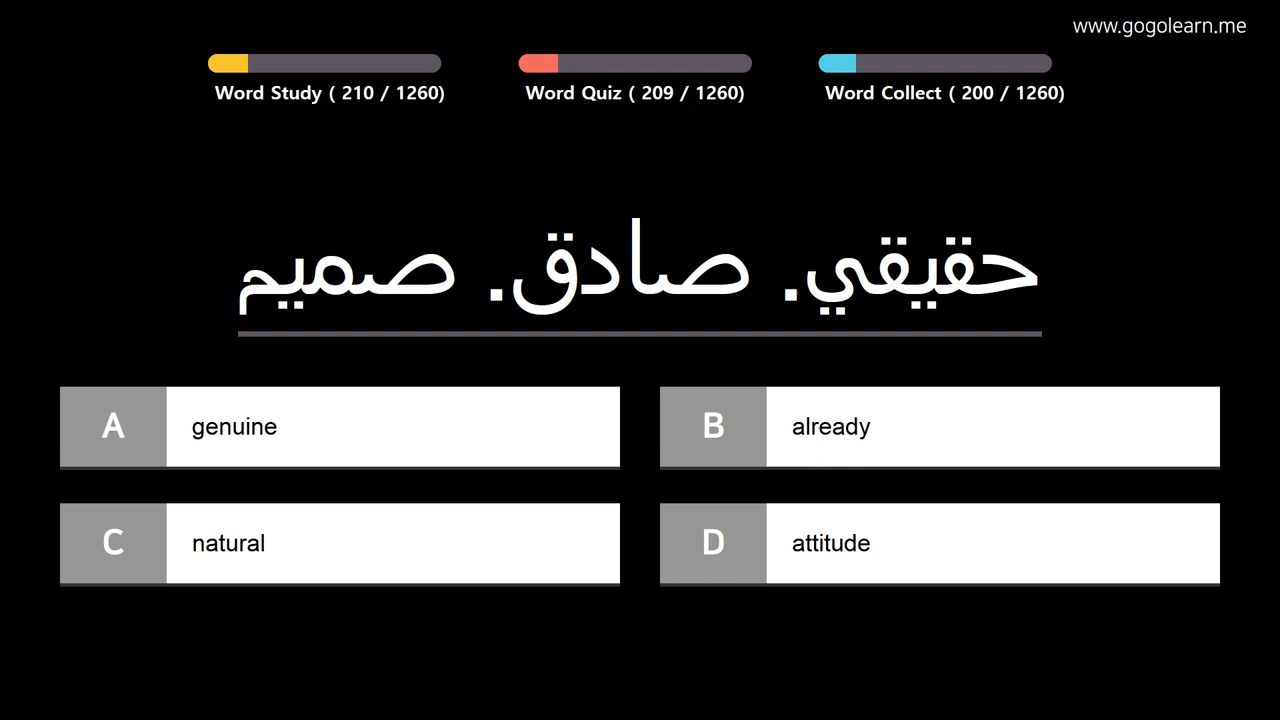 www.gogolearn.me
Word Study ( 210 / 1260)
Word Quiz ( 209 / 1260)
Word Collect ( 200 / 1260)
حقيقي. صادق. صميم
A genuine
B already
C natural
D attitude